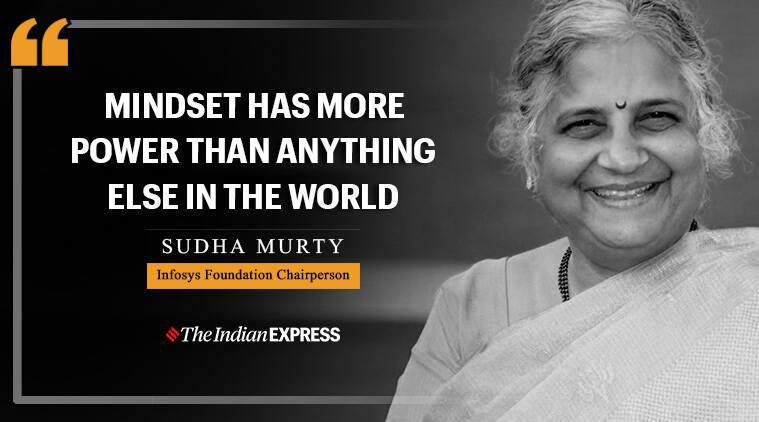 MINDSET HAS MORE
POWER THAN ANYTHING
ELSE IN THE WORLD
SUDHA MURTY
Infosys Foundation Chairperson
The Indian EXPRESS